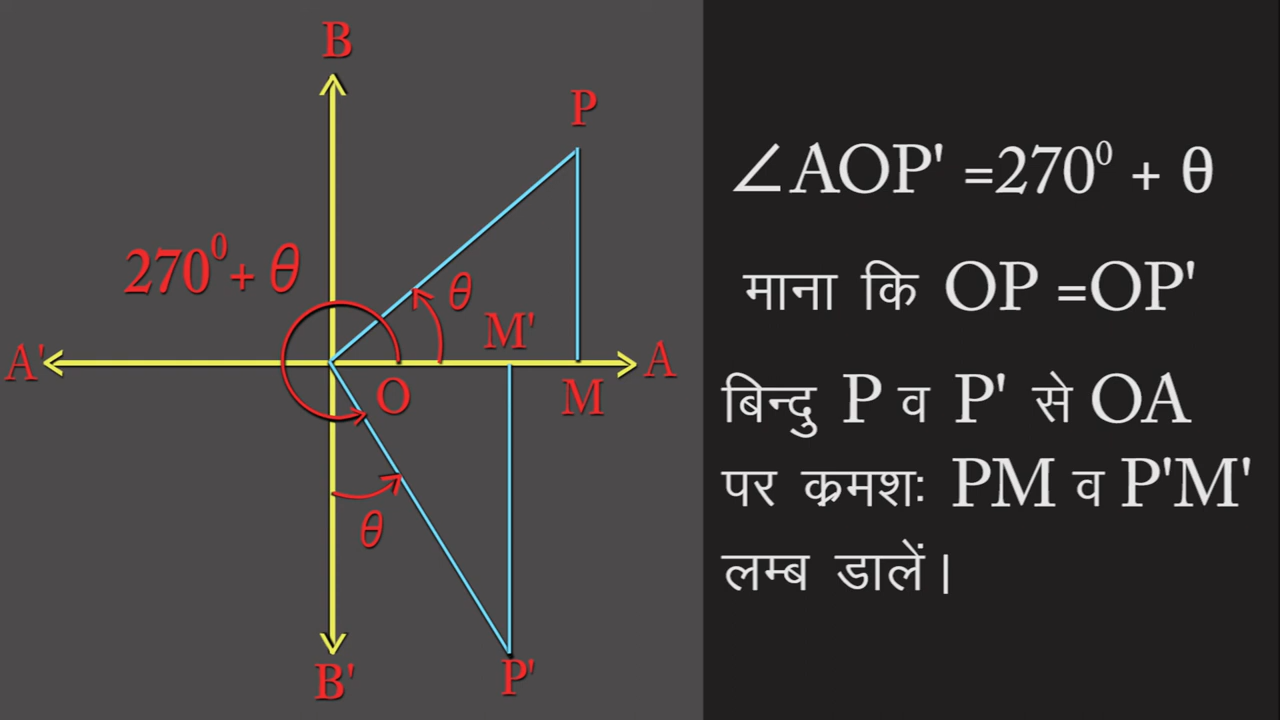 B
P
270⁰+ θ
θ
M'
A'
A
O
M
θ
B'
P'
∠AOP' =270⁰ + θ
माना कि OP =OP'
बिन्दु P व P' से OA
पर क्रमशः PM व P'M'
लम्ब डालें।